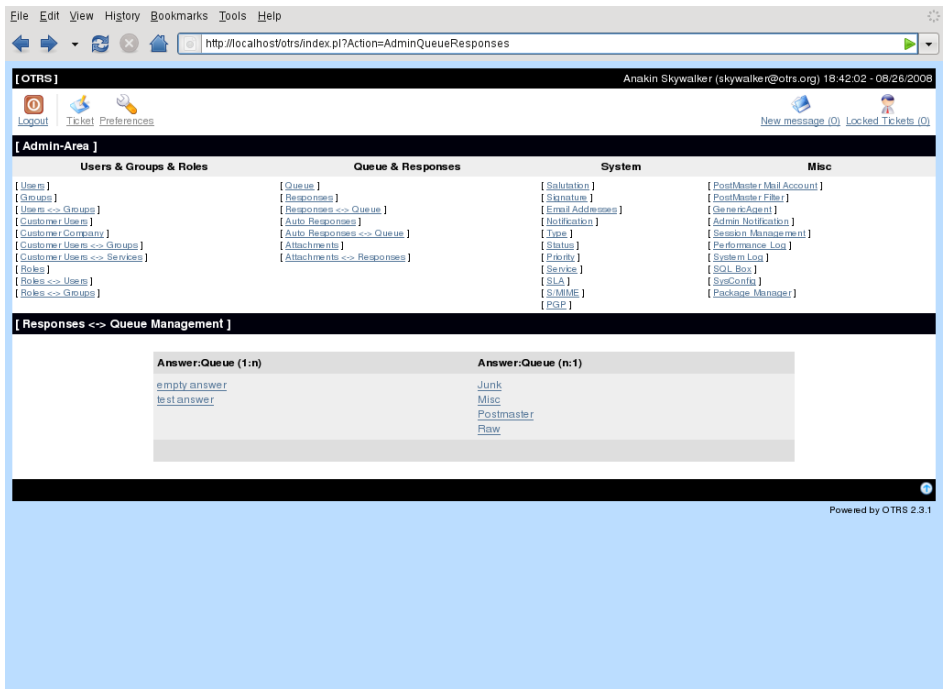 File Edit View History Bookmarks Tools Help
http://localhost/otrs/index.pl?Action=AdminQueueResponses
[ OTRS ] Anakin Skywalker (skywalker@otrs.org) 18:42:02 - 08/26/2008
Logout Ticket Preferences New message (0) Locked Tickets (0)
[ Admin-Area ]
Users & Groups & Roles Queue & Responses System Misc
[ Users ] [ Queue ] [ Salutation ] [ PostMaster Mail Account ]
[ Groups ] [ Responses ] [ Signature ] [ PostMaster Filter ]
[ Users <-> Groups ] [ Responses <-> Queue ] [ Email Addresses ] [ GenericAgent ]
[ Customer Users ] [ Auto Responses ] [ Notification ] [ Admin Notification ]
[ Customer Company ] [ Auto Responses <-> Queue ] [ Type ] [ Session Management ]
[ Customer Users <-> Groups ] [ Attachments ] [ Status ] [ Performance Log ]
[ Customer Users <-> Services ] [ Attachments <-> Responses ] [ Priority ] [ System Log ]
[ Roles ] [ Service ] [ SQL Box ]
[ Roles <-> Users ] [ SLA ] [ SysConfig ]
[ Roles <-> Groups ] [ S/MIME ] [ Package Manager ]
[ PGP ]
[ Responses <-> Queue Management ]
Answer:Queue (1:n) Answer:Queue (n:1)
empty answer Junk
test answer Misc
Postmaster
Raw
Powered by OTRS 2.3.1